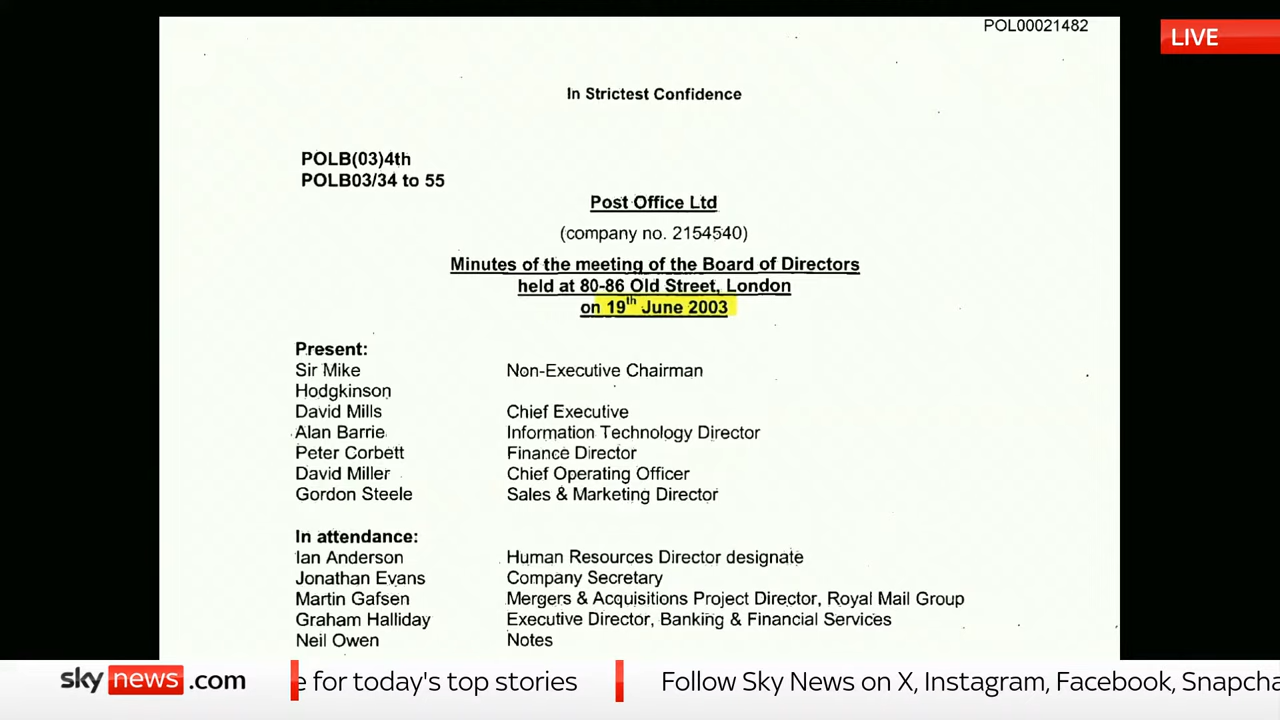 POL00021482
LIVE
In Strictest Confidence
POLB(03)4th
POLB03/34 to 55
Post Office Ltd
(company no. 2154540)
Minutes of the meeting of the Board of Directors
held at 80-86 Old Street, London
on 19th June 2003
Present:
Sir Mike Non-Executive Chairman
Hodgkinson
David Mills Chief Executive
Alan Barrie Information Technology Director
Peter Corbett Finance Director
David Miller Chief Operating Officer
Gordon Steele Sales & Marketing Director
In attendance:
Ian Anderson Human Resources Director designate
Jonathan Evans Company Secretary
Martin Gafsen Mergers & Acquisitions Project Director, Royal Mail Group
Graham Halliday Executive Director, Banking & Financial Services
Neil Owen Notes
sky news .com e for today's top stories Follow Sky News on X, Instagram, Facebook, Snapcha